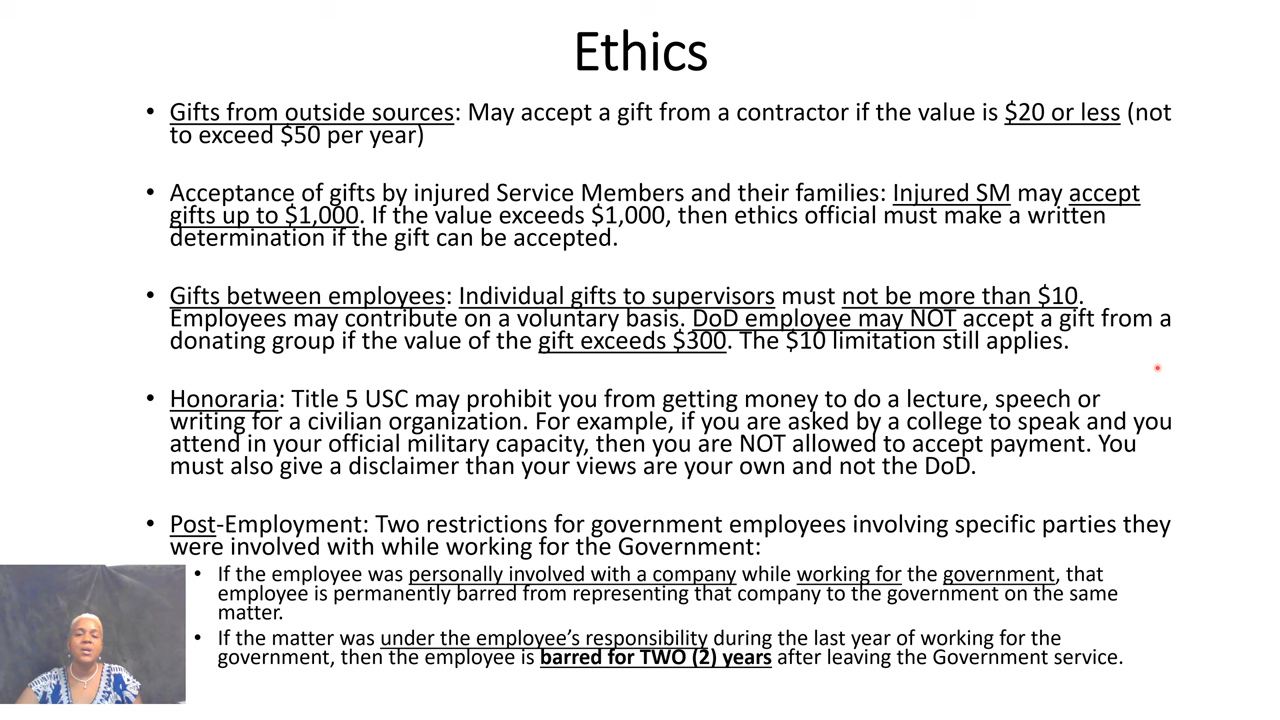 Ethics
• Gifts from outside sources: May accept a gift from a contractor if the value is $20 or less (not
to exceed $50 per year)
• Acceptance of gifts by injured Service Members and their families: Injured SM may accept
gifts up to $1,000. If the value exceeds $1,000, then ethics official must make a written
determination if the gift can be accepted.
• Gifts between employees: Individual gifts to supervisors must not be more than $10.
Employees may contribute on a voluntary basis. DoD employee may NOT accept a gift from a
donating group if the value of the gift exceeds $300. The $10 limitation still applies.
• Honoraria: Title 5 USC may prohibit you from getting money to do a lecture, speech or
writing for a civilian organization. For example, if you are asked by a college to speak and you
attend in your official military capacity, then you are NOT allowed to accept payment. You
must also give a disclaimer than your views are your own and not the DoD.
• Post-Employment: Two restrictions for government employees involving specific parties they
were involved with while working for the Government:
• If the employee was personally involved with a company while working for the government, that
employee is permanently barred from representing that company to the government on the same
matter.
• If the matter was under the employee's responsibility during the last year of working for the
government, then the employee is barred for TWO (2) years after leaving the Government service.